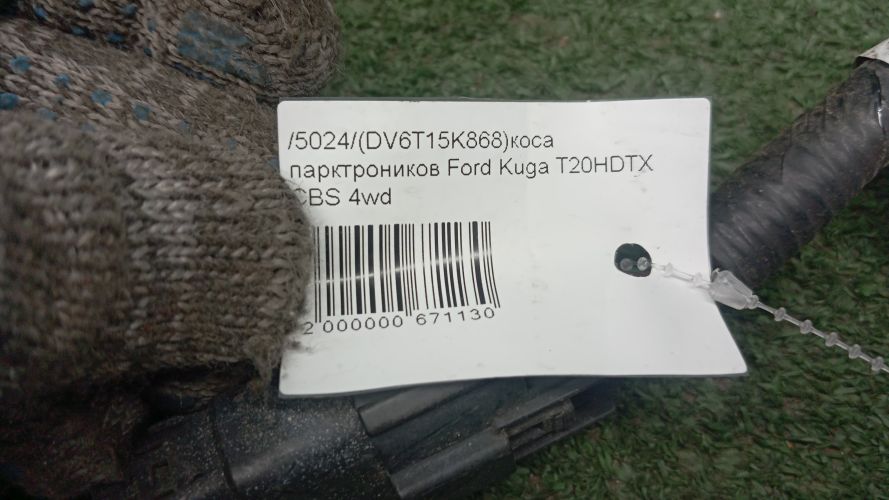 /5024/(DV6T15K868)коса
парктроников Ford Kuga T20HDTX
CBS 4wd
2 000000 671130